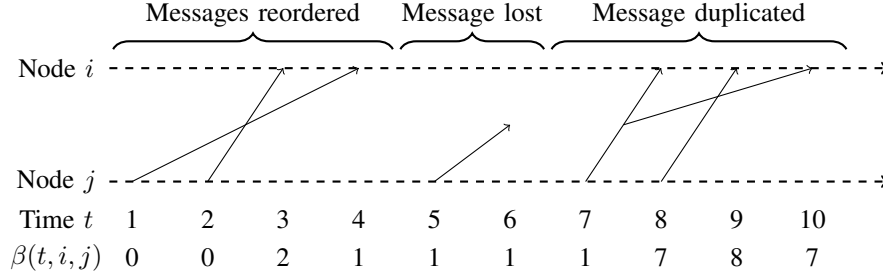 Messages reordered Message lost Message duplicated
Node i
Node j
Time t 1 2 3 4 5 6 7 8 9 10
β(t, i, j) 0 0 2 1 1 1 1 7 8 7